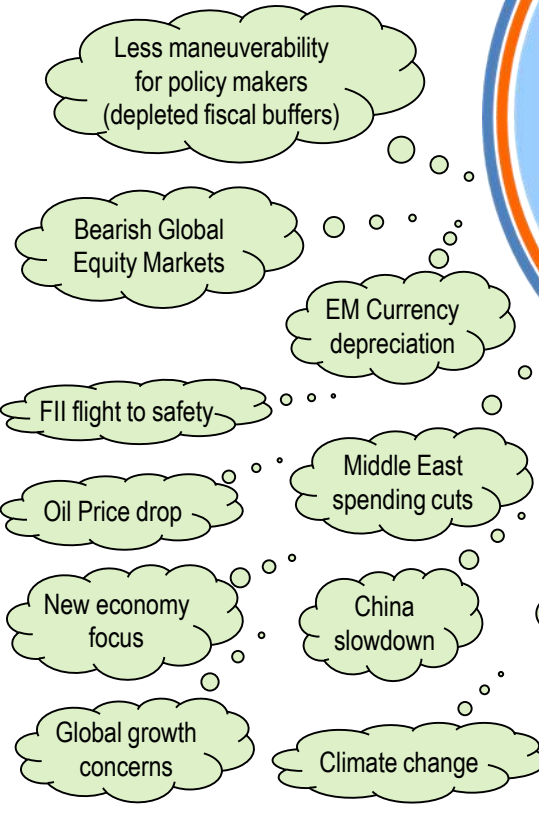 Less maneuverability
for policy makers
(depleted fiscal buffers)
Bearish Global
Equity Markets
EM Currency
depreciation
FII flight to safety
Middle East
spending cuts
Oil Price drop
New economy
focus
China
slowdown
Global growth
concerns
Climate change